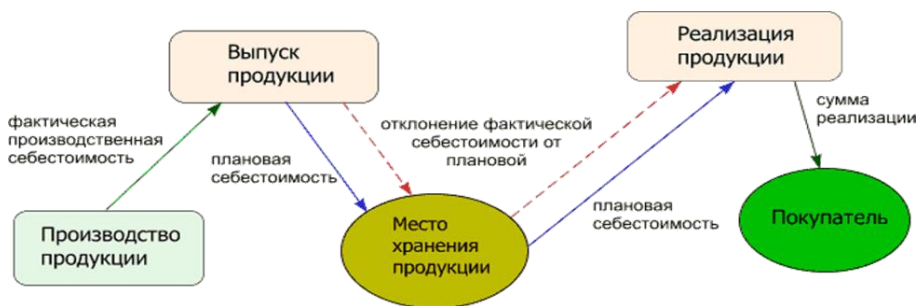 Выпуск
продукции
Реализация
продукции
фактическая
производственная
себестоимость
плановая
себестоимость
отклонение фактической
себестоимости от
плановой
сумма
реализации
Производство
продукции
Место
хранения
продукции
плановая
себестоимость
Покупатель